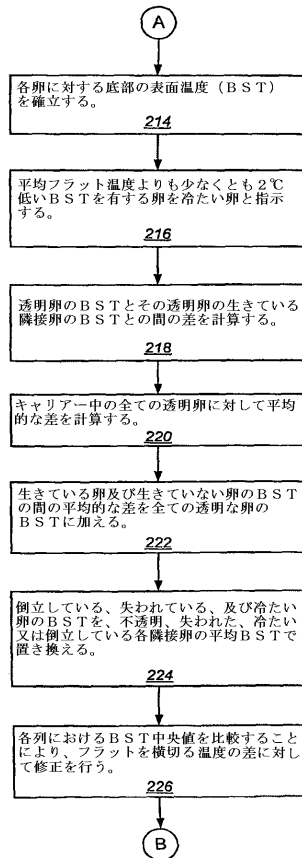 A
各卵に対する底部の表面温度(BST)
を確立する。
214
平均フラット温度よりも少なくとも2℃
低いBSTを有する卵を冷たい卵と指示
する。
216
透明卵のBSTとその透明卵の生きている
隣接卵のBSTとの間の差を計算する。
218
キャリアー中の全ての透明卵に対して平均
的な差を計算する。
220
生きている卵及び生きていない卵のBST
の間の平均的な差を全ての透明な卵の
BSTに加える。
222
倒立している、失われている、及び冷たい
卵のBSTを、不透明、失われた、冷たい
又は倒立している各隣接卵の平均BSTで
置き換える。
224
各列におけるBST中央値を比較すること
により、フラットを横切る温度の差に対し
て修正を行う。
226
B